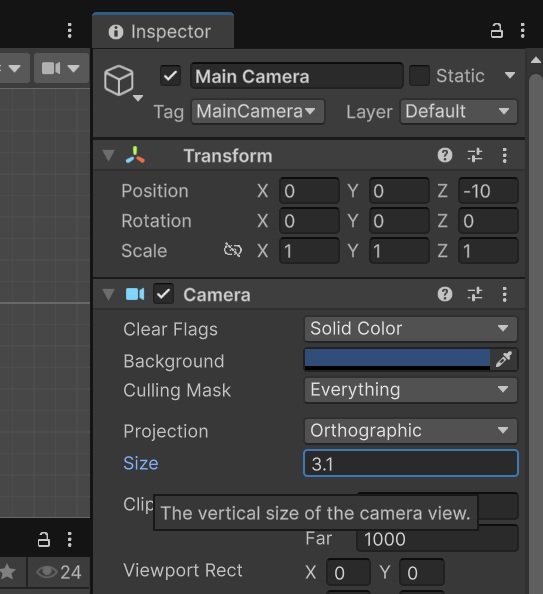 Inspector
Main Camera Static
Tag MainCamera Layer Default
Transform
Position X 0 Y 0 Z -10
Rotation X 0 Y 0 Z 0
Scale X 1 Y 1 Z 1
Camera
Clear Flags Solid Color
Background
Culling Mask Everything
Projection Orthographic
Size 3.1
Clip
The vertical size of the camera view.
Far 1000
24
Viewport Rect X 0 Y 0